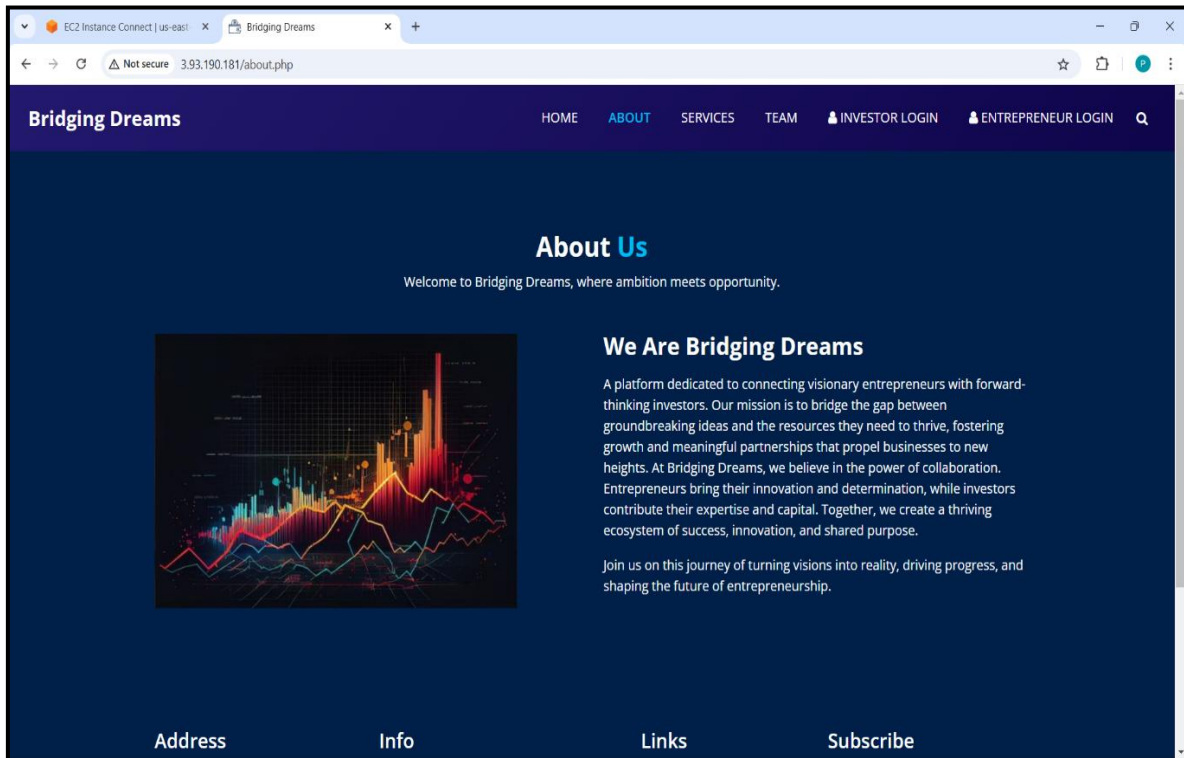 EC2 Instance Connect | us-east
Bridging Dreams
Not secure 3.93.190.181/about.php
P
Bridging Dreams
HOME ABOUT SERVICES TEAM INVESTOR LOGIN ENTREPRENEUR LOGIN
About Us
Welcome to Bridging Dreams, where ambition meets opportunity.
We Are Bridging Dreams
A platform dedicated to connecting visionary entrepreneurs with forward-
thinking investors. Our mission is to bridge the gap between
groundbreaking ideas and the resources they need to thrive, fostering
growth and meaningful partnerships that propel businesses to new
heights. At Bridging Dreams, we believe in the power of collaboration.
Entrepreneurs bring their innovation and determination, while investors
contribute their expertise and capital. Together, we create a thriving
ecosystem of success, innovation, and shared purpose.
Join us on this journey of turning visions into reality, driving progress, and
shaping the future of entrepreneurship.
Address Info Links Subscribe